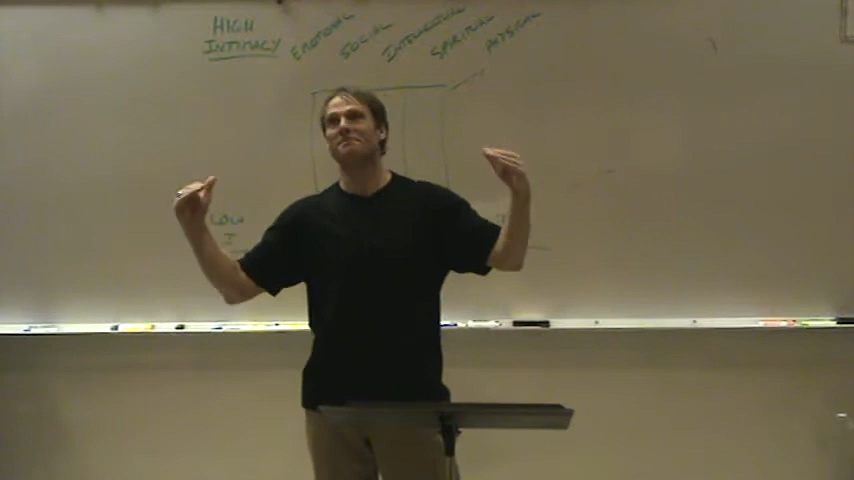 HIGH
INTIMACY
EMOTIONAL
SOCIAL
INTELLECTUAL
SPIRITUAL
PHYSICAL
LOW
I